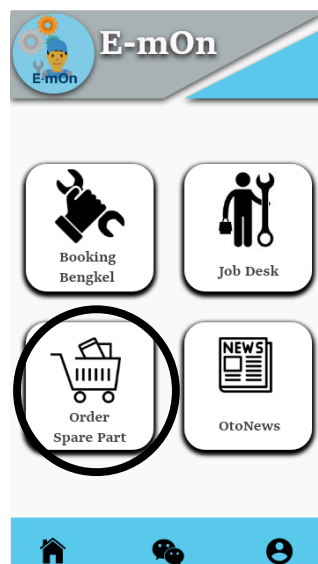 E-mOn
E-mOn
Booking
Bengkel
Job Desk
Order
Spare Part
NEWS
OtoNews